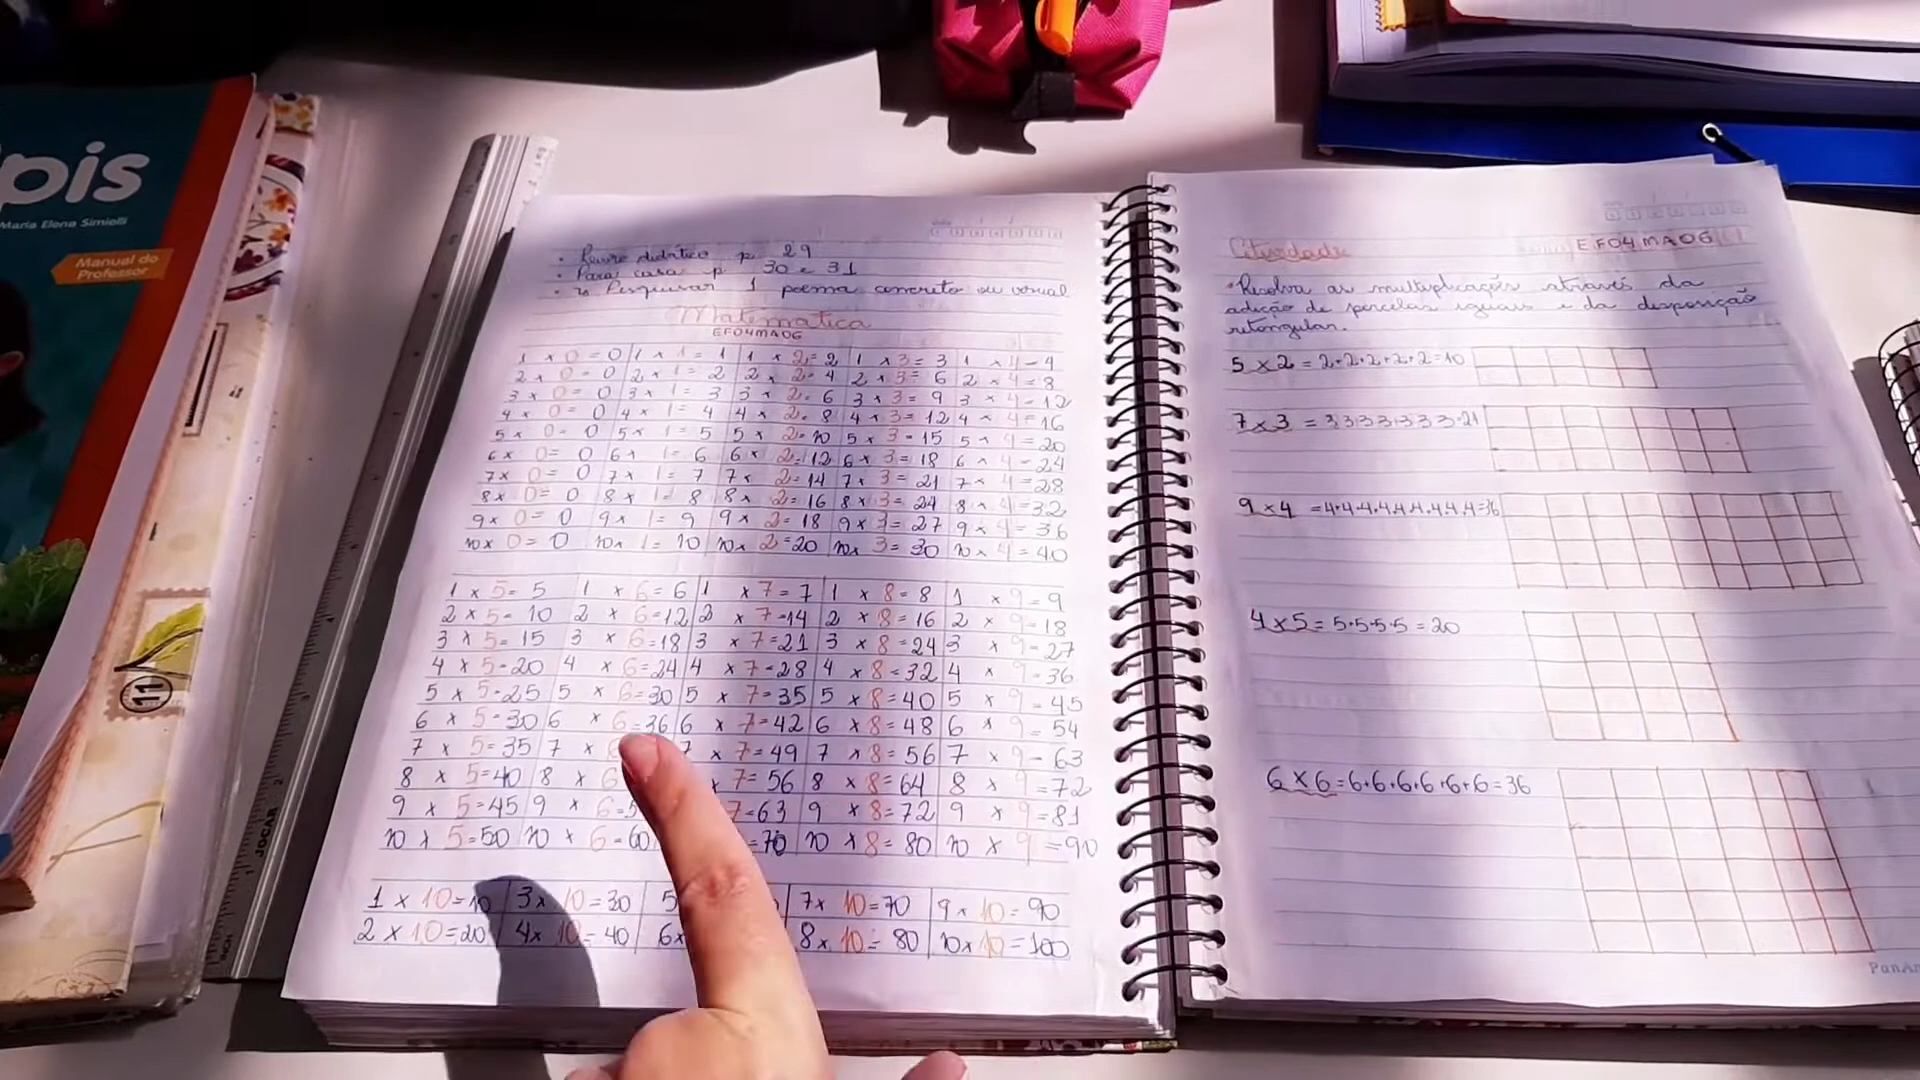 pis
Maria Elena Simielli
Manual do
Professor
11
JOCAR
• Livro didático p. 29
• Para casa p. 30 e 31
↳ Pesquisar 1 poema concreto ou visual
Matemática
EF04MA06
1 x 0 = 0 1 x 1 = 1 1 x 2 = 2 1 x 3 = 3 1 x 4 = 4
2 x 0 = 0 2 x 1 = 2 2 x 2 = 4 2 x 3 = 6 2 x 4 = 8
3 x 0 = 0 3 x 1 = 3 3 x 2 = 6 3 x 3 = 9 3 x 4 = 12
4 x 0 = 0 4 x 1 = 4 4 x 2 = 8 4 x 3 = 12 4 x 4 = 16
5 x 0 = 0 5 x 1 = 5 5 x 2 = 10 5 x 3 = 15 5 x 4 = 20
6 x 0 = 0 6 x 1 = 6 6 x 2 = 12 6 x 3 = 18 6 x 4 = 24
7 x 0 = 0 7 x 1 = 7 7 x 2 = 14 7 x 3 = 21 7 x 4 = 28
8 x 0 = 0 8 x 1 = 8 8 x 2 = 16 8 x 3 = 24 8 x 4 = 32
9 x 0 = 0 9 x 1 = 9 9 x 2 = 18 9 x 3 = 27 9 x 4 = 36
10 x 0 = 0 10 x 1 = 10 10 x 2 = 20 10 x 3 = 30 10 x 4 = 40
1 x 5 = 5 1 x 6 = 6 1 x 7 = 7 1 x 8 = 8 1 x 9 = 9
2 x 5 = 10 2 x 6 = 12 2 x 7 = 14 2 x 8 = 16 2 x 9 = 18
3 x 5 = 15 3 x 6 = 18 3 x 7 = 21 3 x 8 = 24 3 x 9 = 27
4 x 5 = 20 4 x 6 = 24 4 x 7 = 28 4 x 8 = 32 4 x 9 = 36
5 x 5 = 25 5 x 6 = 30 5 x 7 = 35 5 x 8 = 40 5 x 9 = 45
6 x 5 = 30 6 x 6 = 36 6 x 7 = 42 6 x 8 = 48 6 x 9 = 54
7 x 5 = 35 7 x 7 x 7 = 49 7 x 8 = 56 7 x 9 = 63
8 x 5 = 40 8 x 6 x 7 = 56 8 x 8 = 64 8 x 9 = 72
9 x 5 = 45 9 x 6 = 5 7 = 63 9 x 8 = 72 9 x 9 = 81
10 x 5 = 50 10 x 6 = 60 = 70 10 x 8 = 80 10 x 9 = 90
1 x 10 = 10 3 x 10 = 30 5 7 x 10 = 70 9 x 10 = 90
2 x 10 = 20 4 x 10 = 40 6 x 8 x 10 = 80 10 x 10 = 100
Atividade EF04MA06
• Resolva as multiplicações através da
adição de parcelas iguais e da disposição
retangular.
5 x 2 = 2+2+2+2+2=10
7 x 3 = 3+3+3+3+3+3+3=21
9 x 4 = 4+4+4+4+4+4+4+4+4=36
4 x 5 = 5+5+5+5 = 20
6 x 6 = 6+6+6+6+6+6 = 36